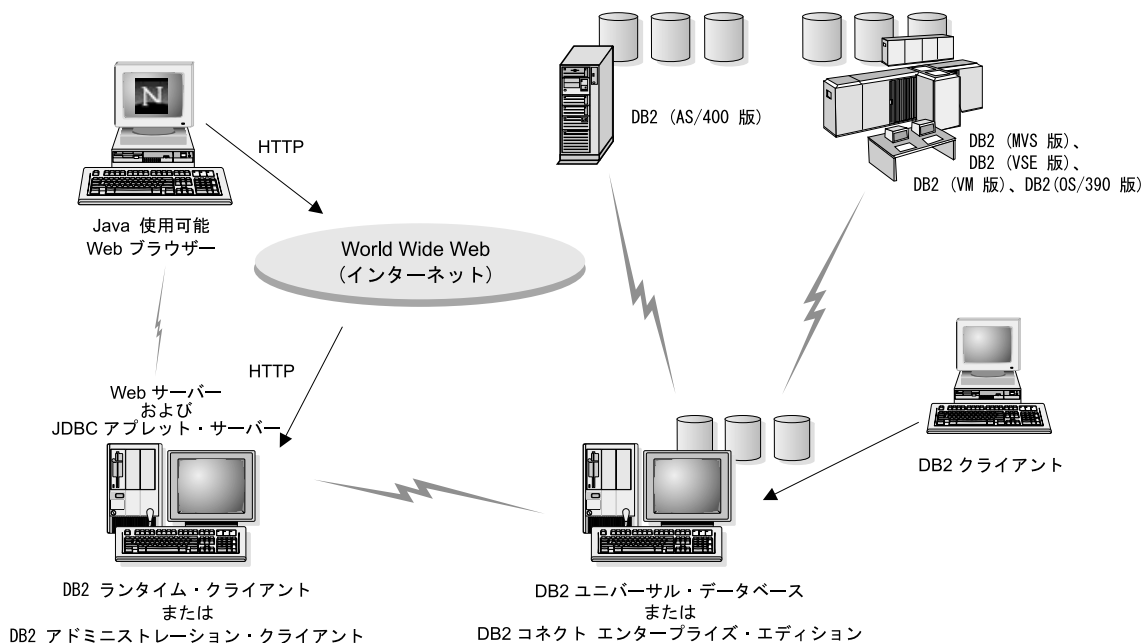 N
HTTP
Java 使用可能
Web ブラウザー
DB2 (AS/400 版)
DB2 (MVS 版)、
DB2 (VSE 版)、
DB2 (VM 版)、DB2(OS/390 版)
World Wide Web
(インターネット)
HTTP
Web サーバー
および
JDBC アプレット・サーバー
DB2 クライアント
DB2 ランタイム・クライアント
または
DB2 アドミニストレーション・クライアント
DB2 ユニバーサル・データベース
または
DB2 コネクト エンタープライズ・エディション